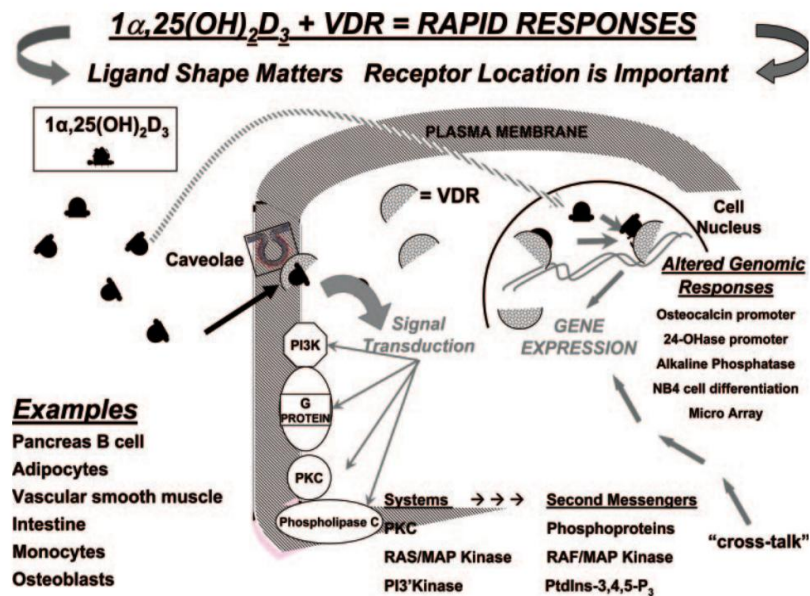 1α,25(OH)₂D₃ + VDR = RAPID RESPONSES
Ligand Shape Matters Receptor Location is Important
1α,25(OH)₂D₃
PLASMA MEMBRANE
= VDR
Cell
Nucleus
Caveolae
Altered Genomic
Responses
Osteocalcin promoter
24-OHase promoter
Alkaline Phosphatase
NB4 cell differentiation
Micro Array
Signal
Transduction
GENE
EXPRESSION
PI3K
G
PROTEIN
PKC
Phospholipase C
Examples
Pancreas B cell
Adipocytes
Vascular smooth muscle
Intestine
Monocytes
Osteoblasts
Systems → → → Second Messengers
PKC Phosphoproteins
RAS/MAP Kinase RAF/MAP Kinase
PI3'Kinase PtdIns-3,4,5-P₃
"cross-talk"